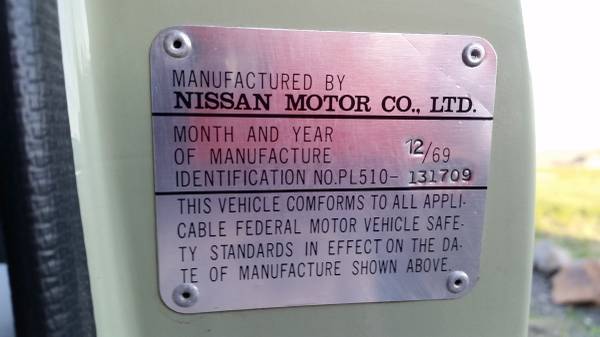 MANUFACTURED BY
NISSAN MOTOR CO., LTD.
MONTH AND YEAR
OF MANUFACTURE 12/69
IDENTIFICATION NO.PL510- 131709
THIS VEHICLE COMFORMS TO ALL APPLI-
CABLE FEDERAL MOTOR VEHICLE SAFE-
TY STANDARDS IN EFFECT ON THE DA-
TE OF MANUFACTURE SHOWN ABOVE.